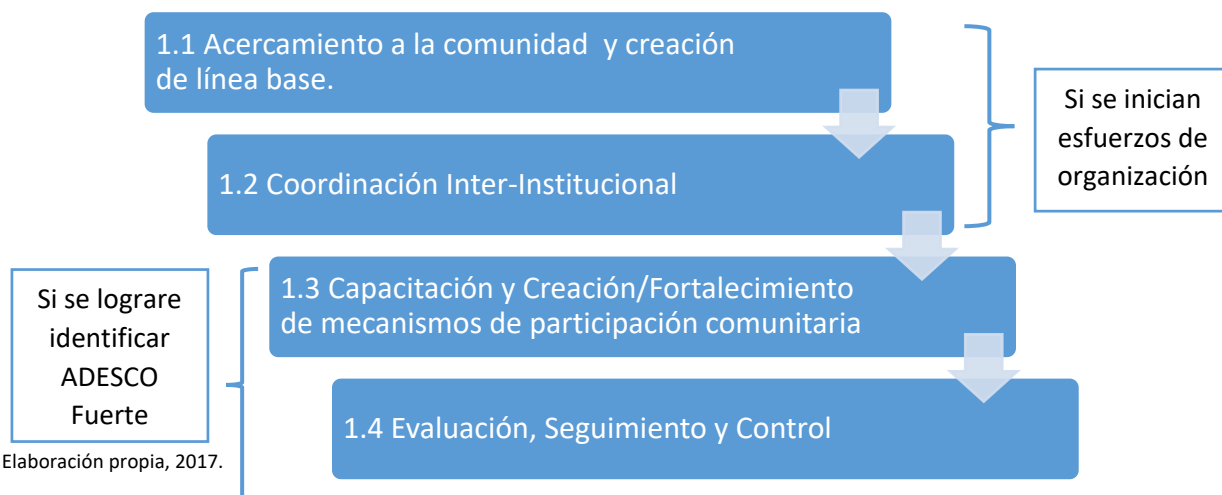 1.1 Acercamiento a la comunidad y creación
de línea base.
Si se inician
esfuerzos de
organización
1.2 Coordinación Inter-Institucional
1.3 Capacitación y Creación/Fortalecimiento
de mecanismos de participación comunitaria
Si se lograre
identificar
ADESCO
Fuerte
1.4 Evaluación, Seguimiento y Control
Elaboración propia, 2017.